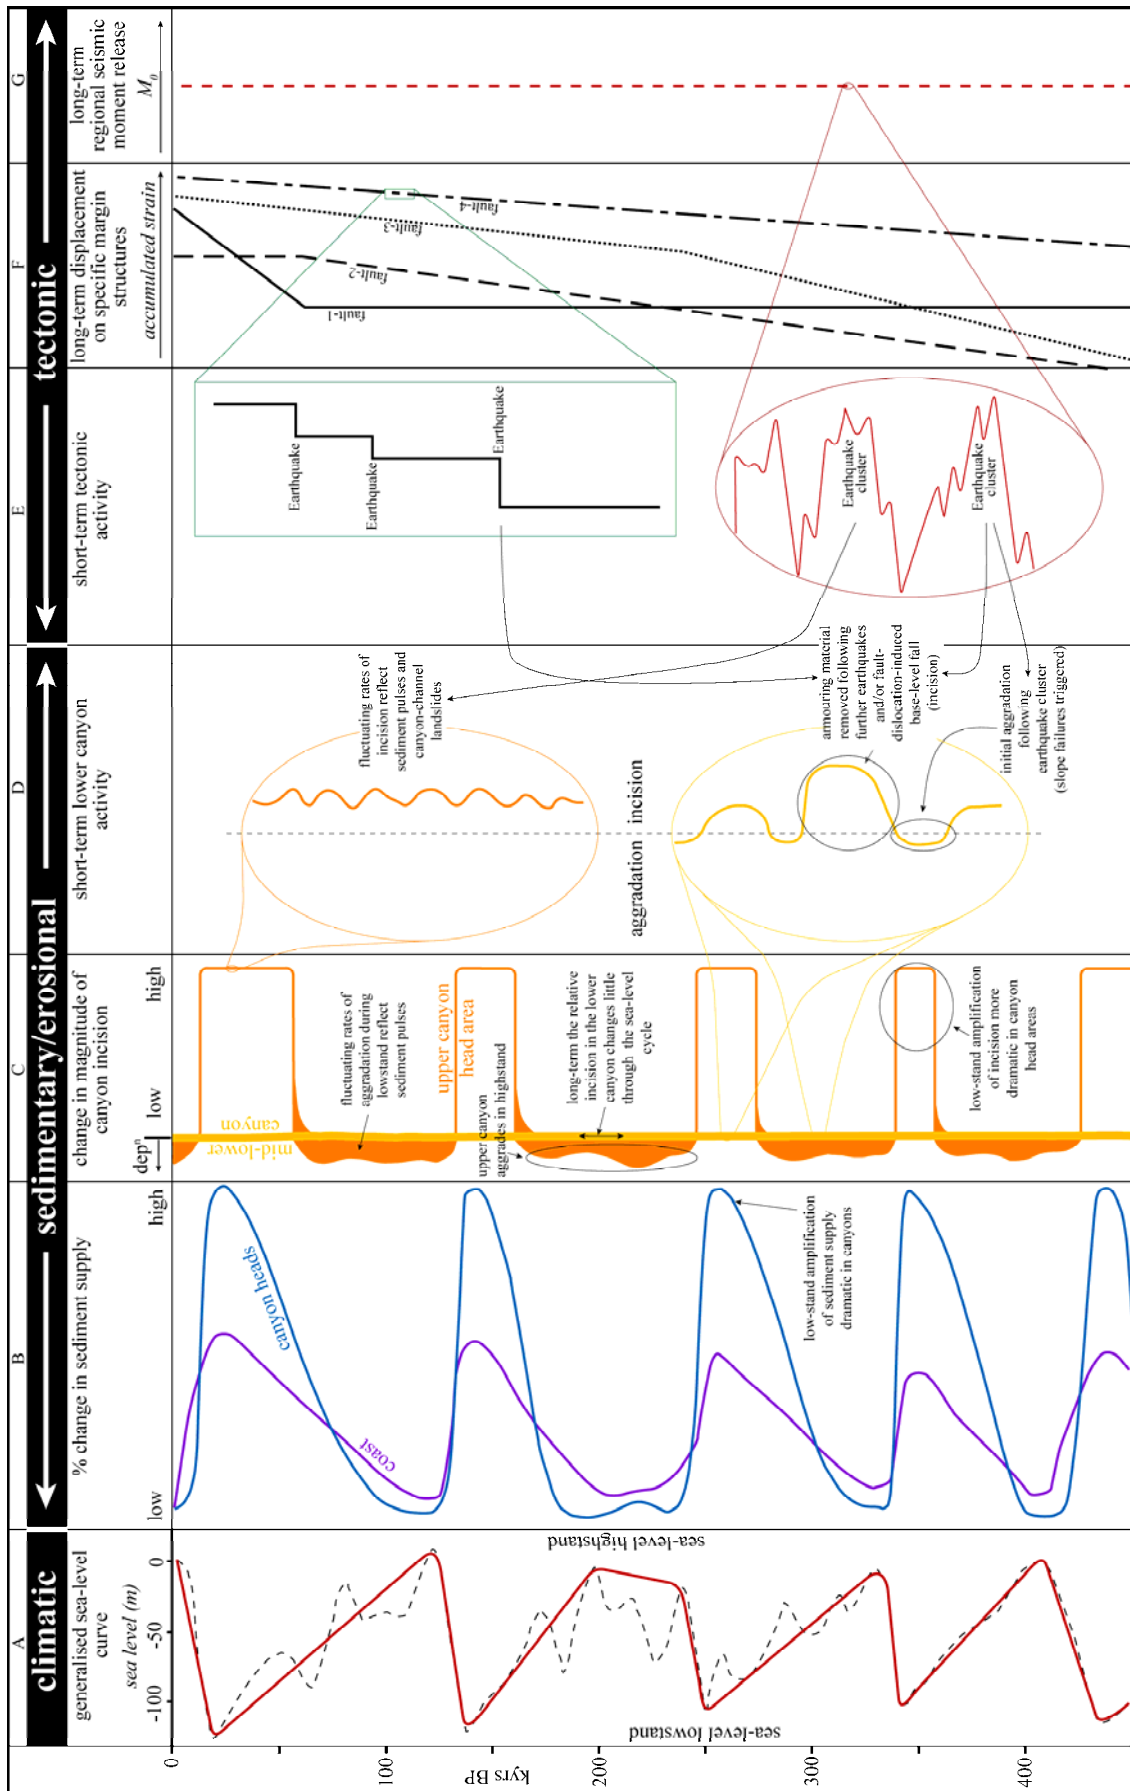 climatic
sedimentary/erosional
tectonic
A
B
C
D
E
F
G
generalised sea-level
curve
sea level (m)
0
-50
-100
sea-level highstand
sea-level lowstand
% change in sediment supply
low
high
coast
canyon heads
low-stand amplification
of sediment supply
dramatic in canyons
change in magnitude of
canyon incision
depⁿ
low
high
mid-lower
canyon
upper canyon
head area
fluctuating rates of
aggradation during
lowstand reflect
sediment pulses
upper canyon
aggrades in highstand
long-term the relative
incision in the lower
canyon changes little
through the sea-level
cycle
low-stand amplification
of incision more
dramatic in canyon
head areas
short-term lower canyon
activity
fluctuating rates of
incision reflect
sediment pulses and
canyon-channel
landslides
aggradation
incision
armouring material
removed following
further earthquakes
and/or fault-
dislocation-induced
base-level fall
(incision)
initial aggradation
following
earthquake cluster
(slope failures triggered)
short-term tectonic
activity
Earthquake
Earthquake
Earthquake
Earthquake
cluster
Earthquake
cluster
long-term displacement
on specific margin
structures
accumulated strain
fault-1
fault-2
fault-3
fault-4
long-term
regional seismic
moment release
M₀
0
100
200
300
400
kyrs BP